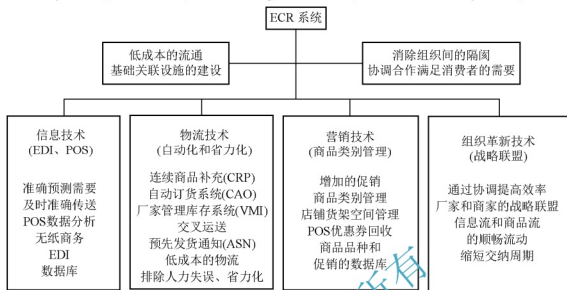 ECR 系统
低成本的流通
基础关联设施的建设
消除组织间的隔阂
协调合作满足消费者的需要
信息技术
(EDI、POS)
准确预测需要
及时准确传送
POS数据分析
无纸商务
EDI
数据库
物流技术
(自动化和省力化)
连续商品补充(CRP)
自动订货系统(CAO)
厂家管理库存系统(VMI)
交叉运送
预先发货通知(ASN)
低成本的物流
排除人力失误、省力化
营销技术
(商品类别管理)
增加的促销
商品类别管理
店铺货架空间管理
POS优惠券回收
商品品种和
促销的数据库
组织革新技术
(战略联盟)
通过协调提高效率
厂家和商家的战略联盟
信息流和商品流
的顺畅流动
缩短交纳周期
所有